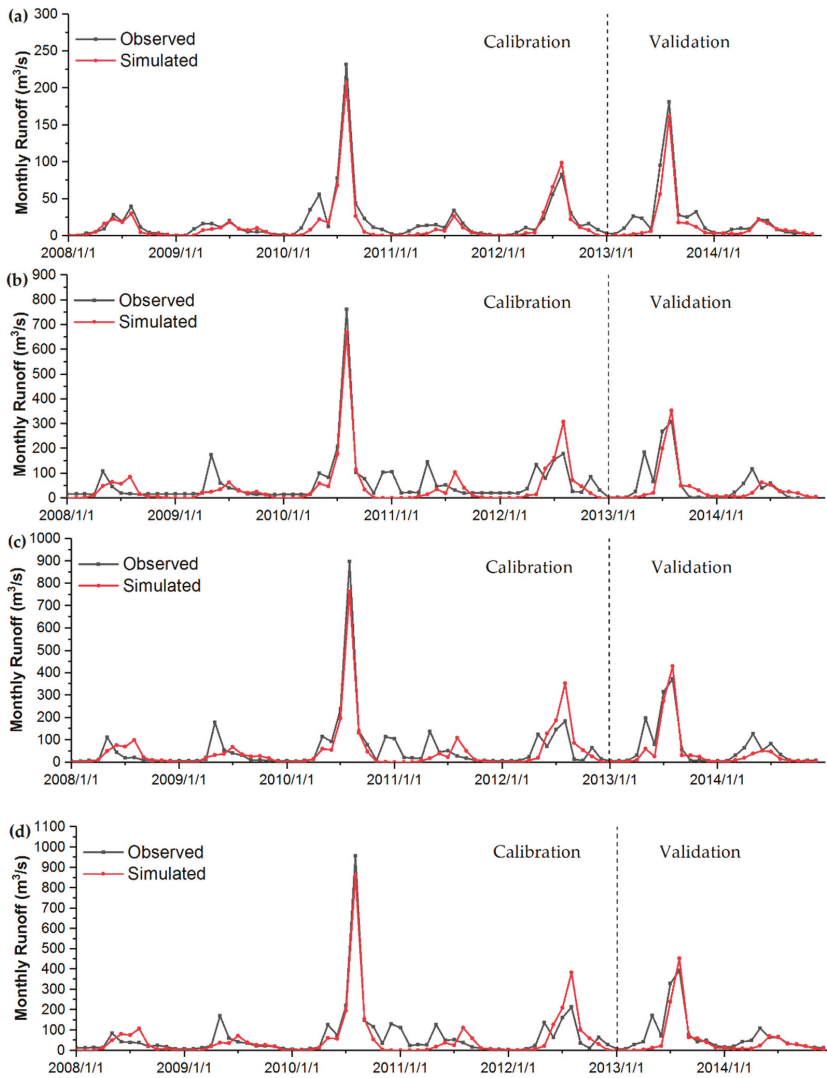 (a)
Monthly Runoff (m³/s)
300
250
200
150
100
50
0
Observed
Simulated
Calibration
Validation
2008/1/1 2009/1/1 2010/1/1 2011/1/1 2012/1/1 2013/1/1 2014/1/1
(b)
Monthly Runoff (m³/s)
900
800
700
600
500
400
300
200
100
0
Observed
Simulated
Calibration
Validation
2008/1/1 2009/1/1 2010/1/1 2011/1/1 2012/1/1 2013/1/1 2014/1/1
(c)
Monthly Runoff (m³/s)
1000
900
800
700
600
500
400
300
200
100
0
Observed
Simulated
Calibration
Validation
2008/1/1 2009/1/1 2010/1/1 2011/1/1 2012/1/1 2013/1/1 2014/1/1
(d)
Monthly Runoff (m³/s)
1100
1000
900
800
700
600
500
400
300
200
100
0
Observed
Simulated
Calibration
Validation
2008/1/1 2009/1/1 2010/1/1 2011/1/1 2012/1/1 2013/1/1 2014/1/1